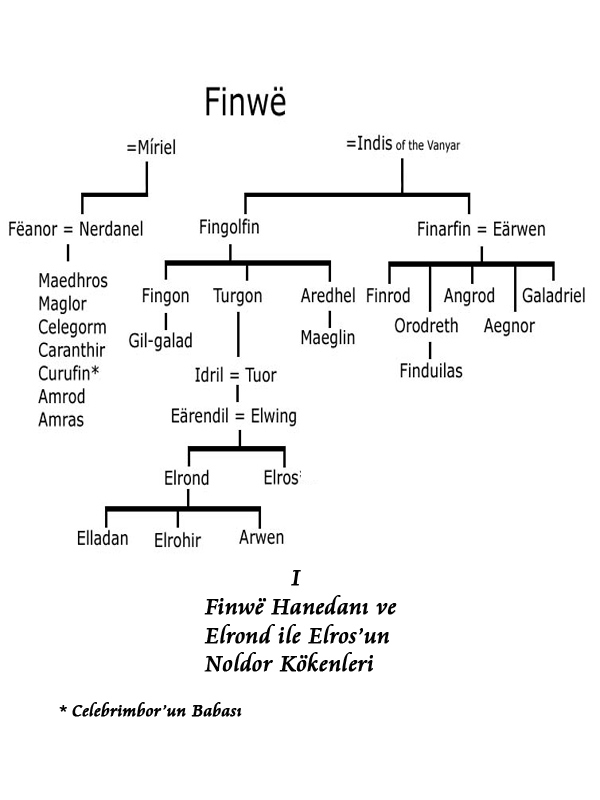 Finwë
=Míriel
=Indis of the Vanyar
Fëanor = Nerdanel
Fingolfin
Finarfin = Eärwen
Maedhros
Maglor
Celegorm
Caranthir
Curufin*
Amrod
Amras
Fingon
Turgon
Aredhel
Finrod
Angrod
Galadriel
Orodreth
Aegnor
Gil-galad
Maeglin
Finduilas
Idril = Tuor
Eärendil = Elwing
Elrond
Elros
Elladan
Elrohir
Arwen
I
Finwë Hanedanı ve
Elrond ile Elros'un
Noldor Kökenleri
* Celebrimbor'un Babası